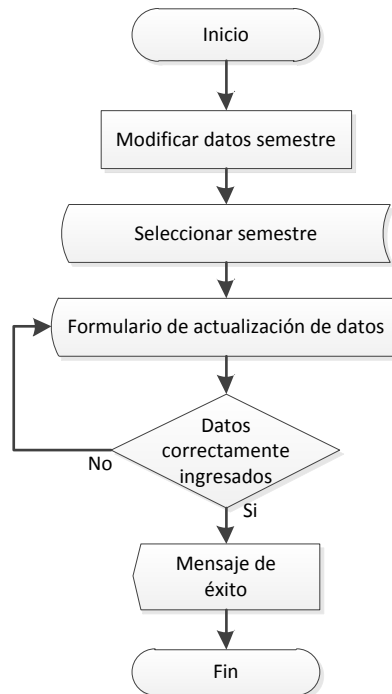 Inicio
Modificar datos semestre
Seleccionar semestre
Formulario de actualización de datos
Datos
correctamente
ingresados
No
Si
Mensaje de
éxito
Fin